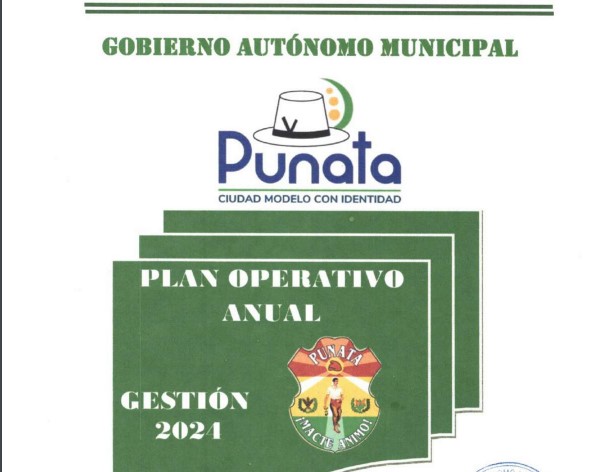 GOBIERNO AUTÓNOMO MUNICIPAL
Punata
CIUDAD MODELO CON IDENTIDAD
PLAN OPERATIVO
ANUAL
PUNATA
¡MACTE ANIMO!
GESTIÓN
2024